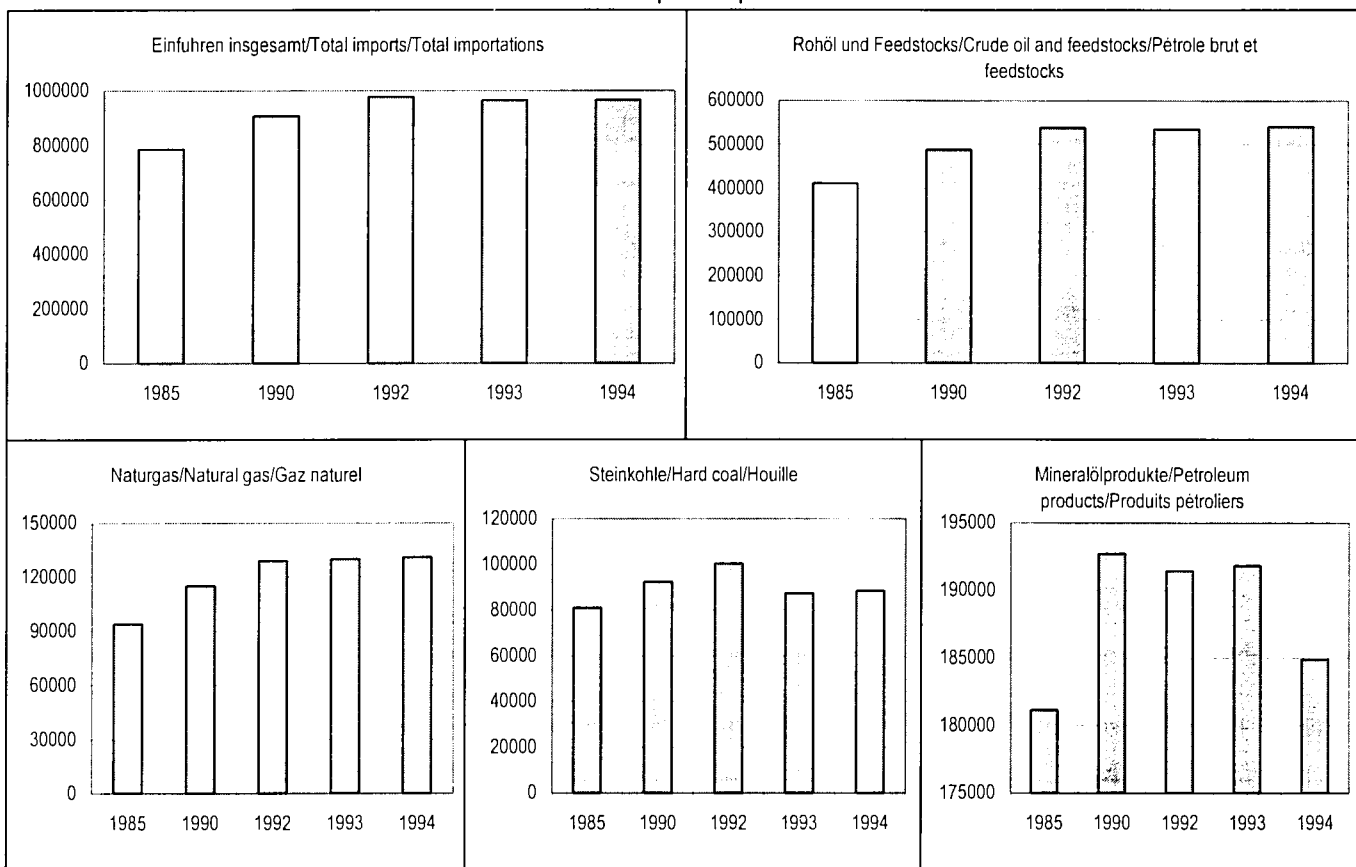 Einfuhren insgesamt/Total imports/Total importations
1000000
800000
600000
400000
200000
0
1985 1990 1992 1993 1994
Rohöl und Feedstocks/Crude oil and feedstocks/Pétrole brut et
feedstocks
600000
500000
400000
300000
200000
100000
0
1985 1990 1992 1993 1994
Naturgas/Natural gas/Gaz naturel
150000
120000
90000
60000
30000
0
1985 1990 1992 1993 1994
Steinkohle/Hard coal/Houille
120000
100000
80000
60000
40000
20000
0
1985 1990 1992 1993 1994
Mineralölprodukte/Petroleum
products/Produits pétroliers
195000
190000
185000
180000
175000
1985 1990 1992 1993 1994